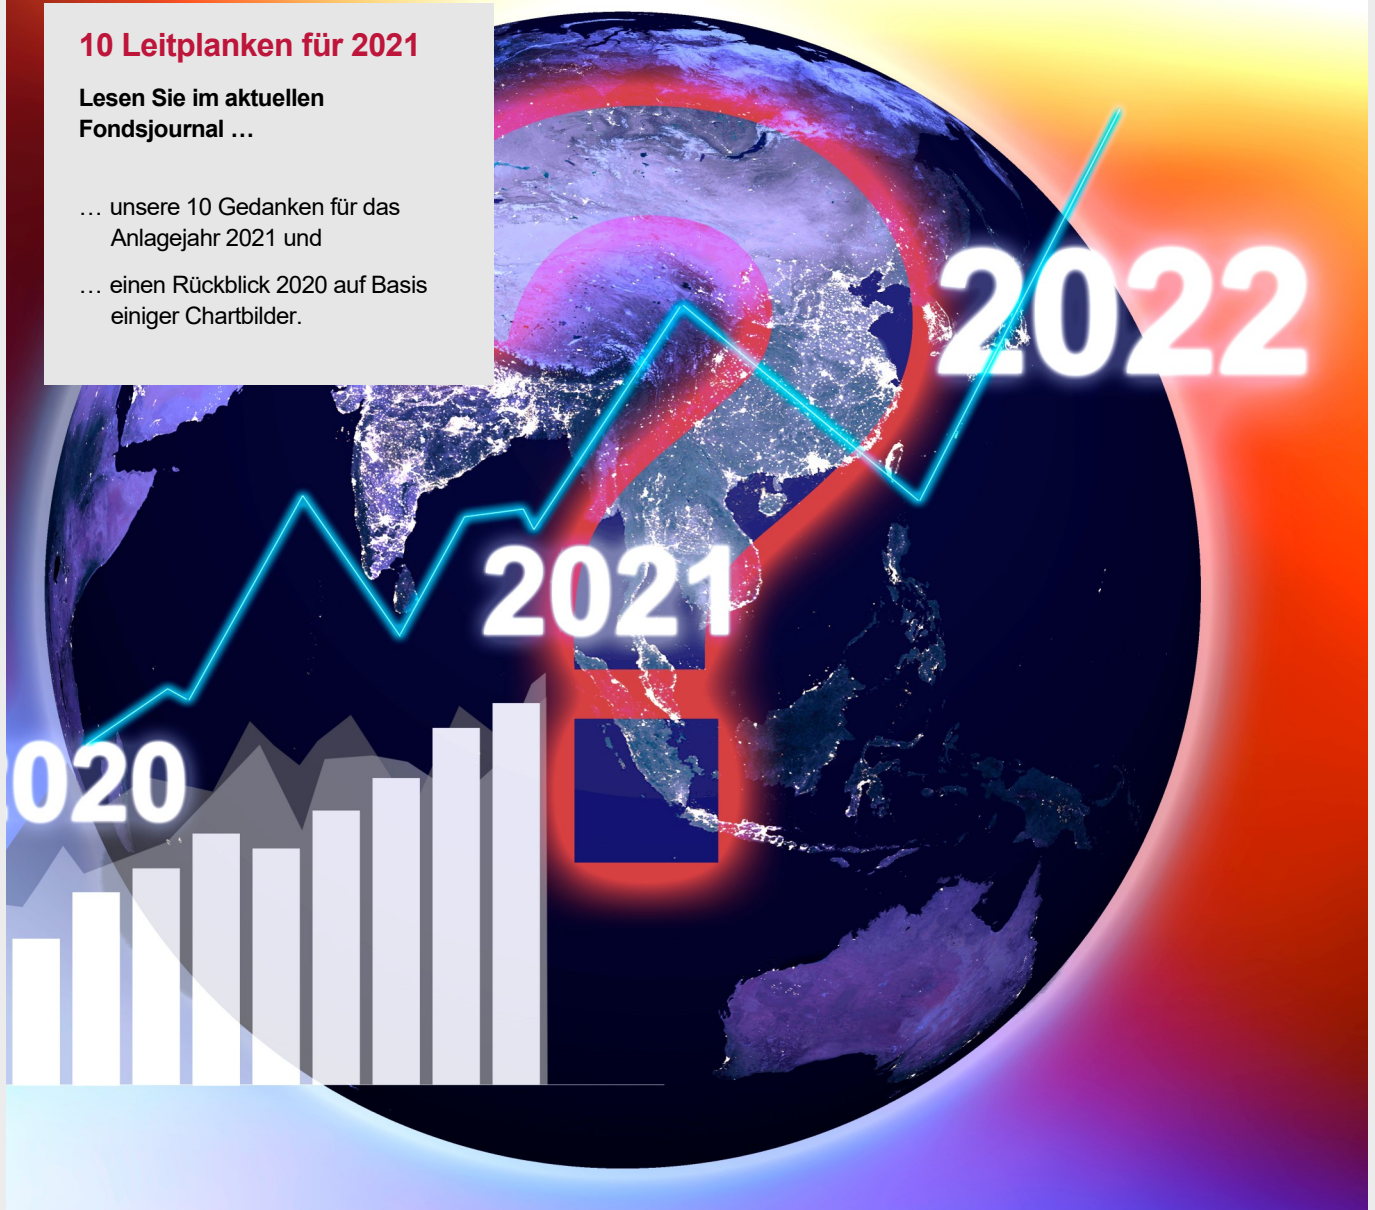 10 Leitplanken für 2021
Lesen Sie im aktuellen
Fondsjournal …
… unsere 10 Gedanken für das
Anlagejahr 2021 und
… einen Rückblick 2020 auf Basis
einiger Chartbilder.
2022
2021
2020